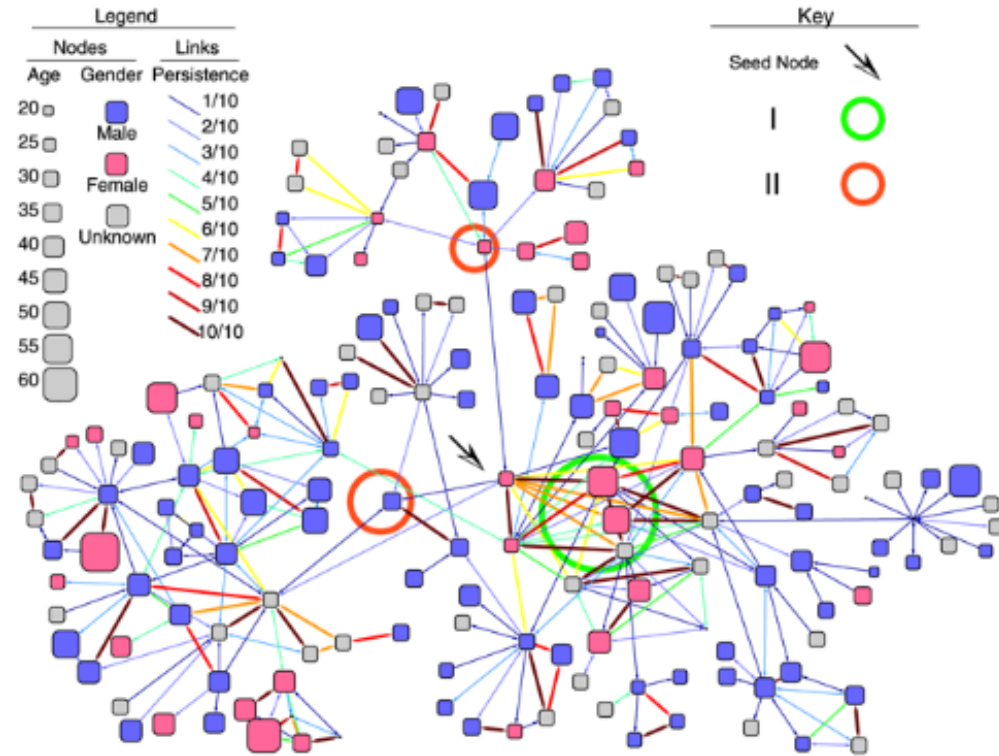 Legend
Nodes
Links
Age
Gender
Persistence
20
25
30
35
40
45
50
55
60
Male
Female
Unknown
1/10
2/10
3/10
4/10
5/10
6/10
7/10
8/10
9/10
10/10
Key
Seed Node
I
II